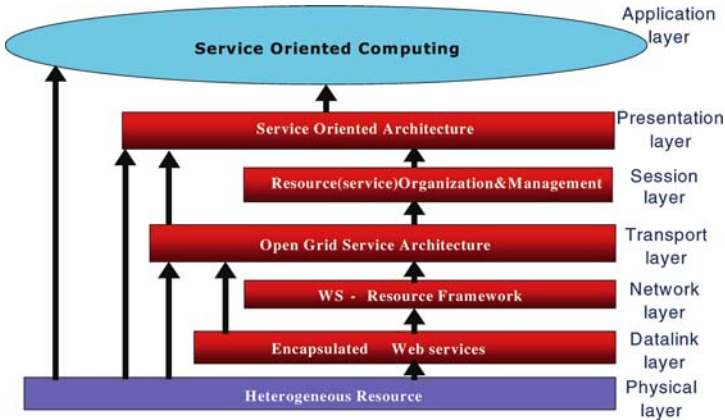 Application
layer
Service Oriented Computing
Service Oriented Architecture
Presentation
layer
Resource(service)Organization&Management
Session
layer
Open Grid Service Architecture
Transport
layer
WS - Resource Framework
Network
layer
Encapsulated Web services
Datalink
layer
Heterogeneous Resource
Physical
layer